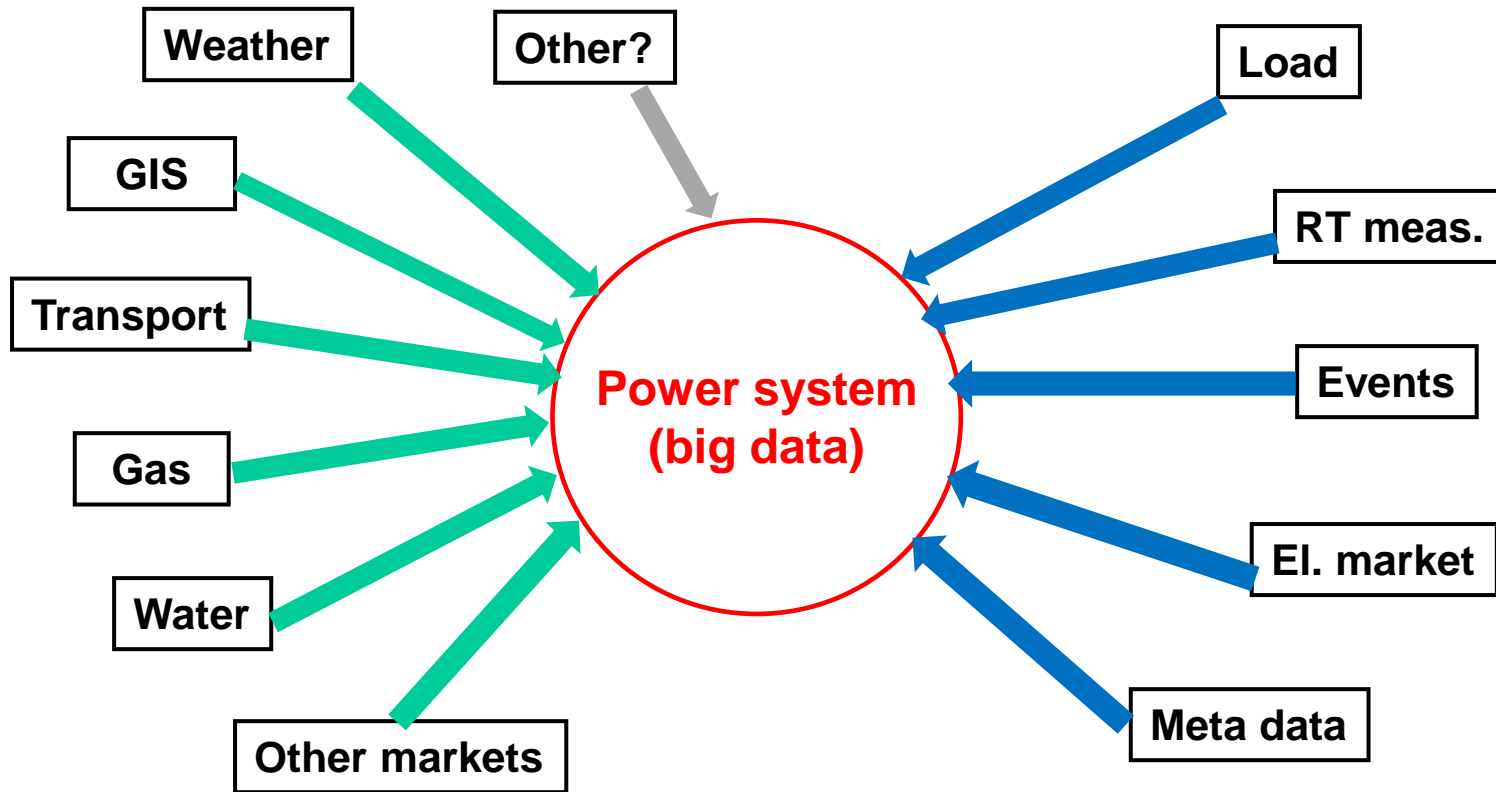 Weather
Other?
Load
GIS
RT meas.
Transport
Events
Power system
(big data)
Gas
El. market
Water
Meta data
Other markets